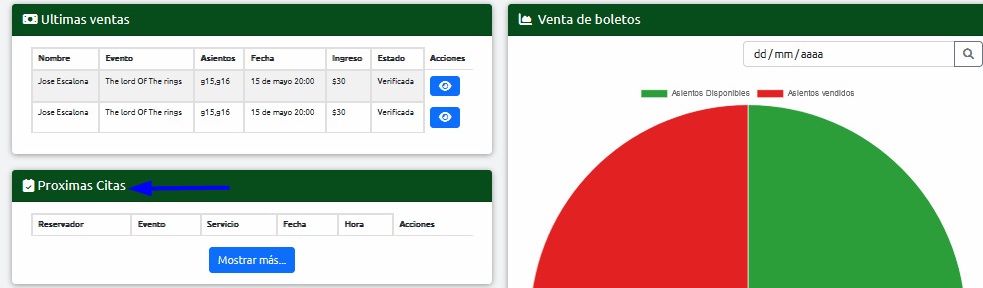 Ultimas ventas
Nombre Evento Asientos Fecha Ingreso Estado Acciones
Jose Escalona The lord Of The rings g15,g16 15 de mayo 20:00 $30 Verificada
Jose Escalona The lord Of The rings g15,g16 15 de mayo 20:00 $30 Verificada
Proximas Citas
Reservador Evento Servicio Fecha Hora Acciones
Mostrar más...
Venta de boletos
dd / mm / aaaa
Asientos Disponibles Asientos vendidos